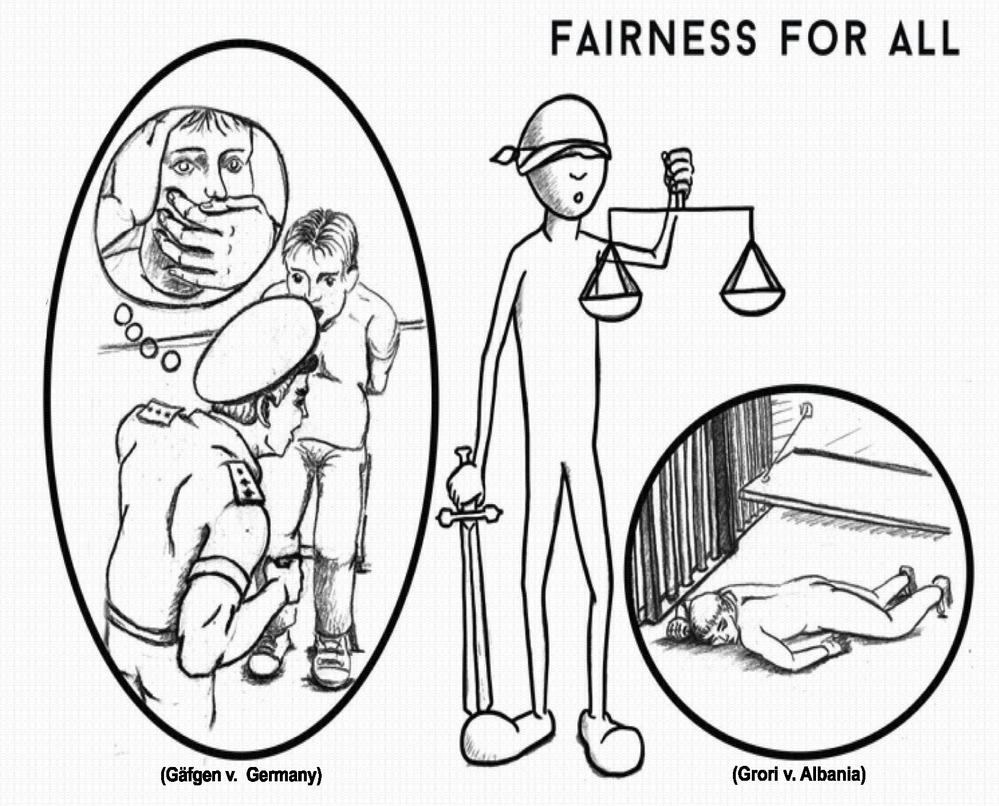 FAIRNESS FOR ALL
(Gäfgen v. Germany)
(Grori v. Albania)